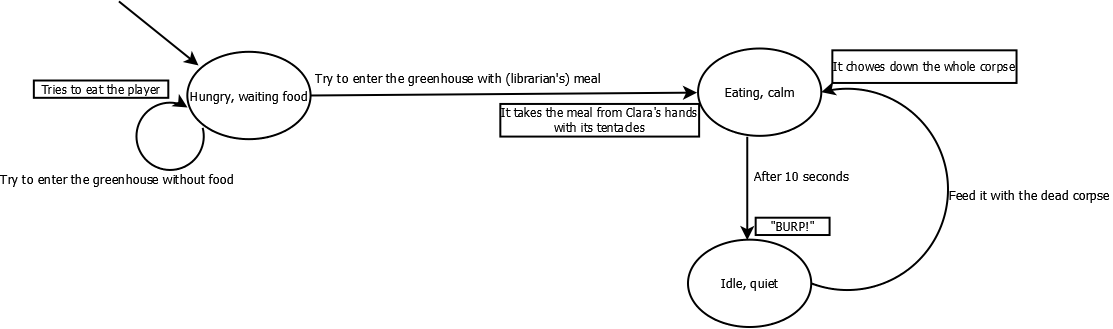 It chowes down the whole corpse
Try to enter the greenhouse with (librarian's) meal
Tries to eat the player
Hungry, waiting food
Eating, calm
It takes the meal from Clara's hands
with its tentacles
Try to enter the greenhouse without food
After 10 seconds
Feed it with the dead corpse
"BURP!"
Idle, quiet